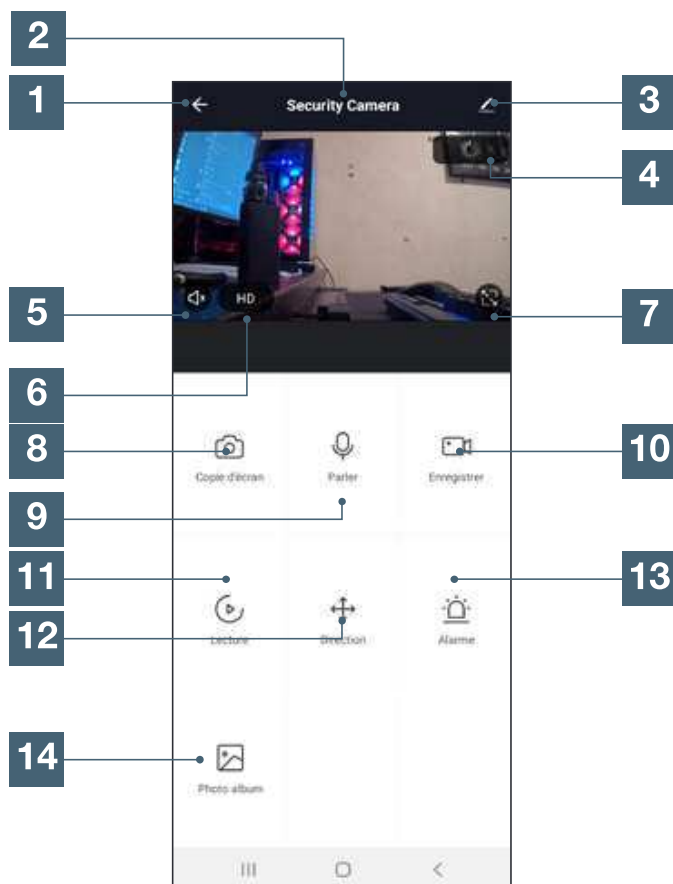 2
1
Security Camera
3
4
5
HD
7
6
8
Copie d'écran
Parler
Enregistrer
10
9
11
13
12
Lecture
Direction
Alarme
14
Photo album